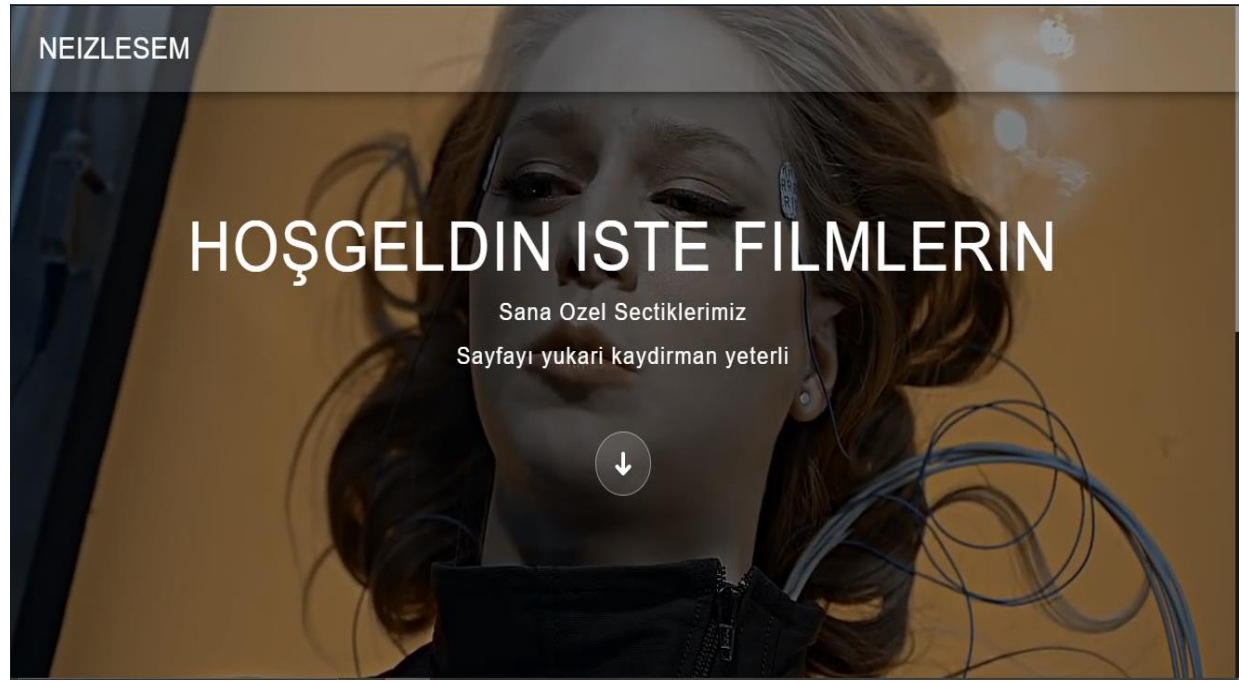 NEIZLESEM
HOŞGELDIN ISTE FILMLERIN
Sana Ozel Sectiklerimiz
Sayfayı yukari kaydirman yeterli